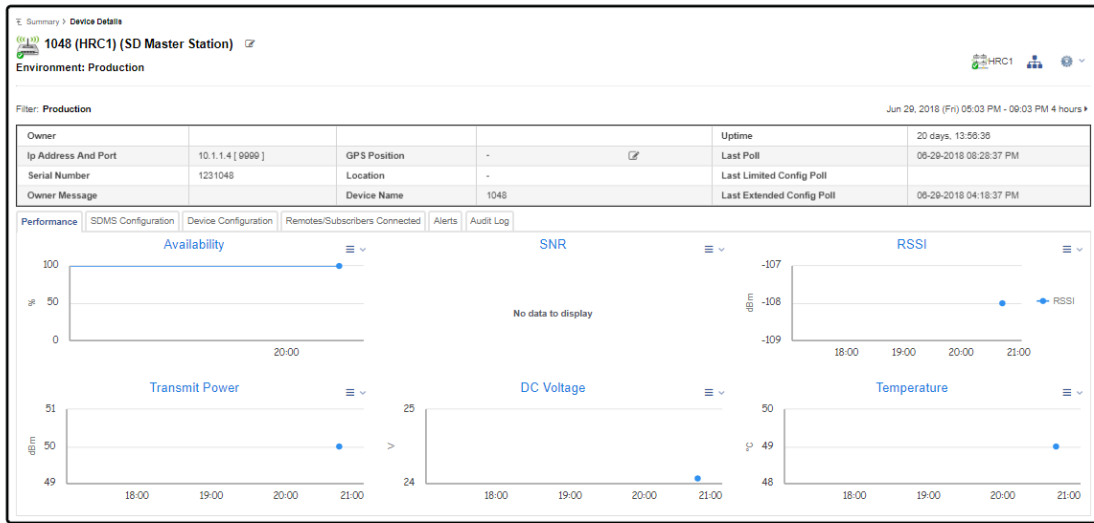 Summary > Device Details
1048 (HRC1) (SD Master Station)
Environment: Production
HRC1
Filter: Production
Jun 29, 2018 (Fri) 05:03 PM - 09:03 PM 4 hours
Owner Uptime 20 days, 13:56:36
Ip Address And Port 10.1.1.4 [ 9999 ] GPS Position - Last Poll 06-29-2018 08:28:37 PM
Serial Number 1231048 Location - Last Limited Config Poll
Owner Message Device Name 1048 Last Extended Config Poll 06-29-2018 04:18:37 PM
Performance SDMS Configuration Device Configuration Remotes/Subscribers Connected Alerts Audit Log
Availability
100
50
0
%
20:00
SNR
No data to display
RSSI
-107
-108
-109
dBm
RSSI
18:00 19:00 20:00 21:00
Transmit Power
51
50
49
dBm
18:00 19:00 20:00 21:00
DC Voltage
25
24
V
18:00 19:00 20:00 21:00
Temperature
50
49
48
°C
18:00 19:00 20:00 21:00